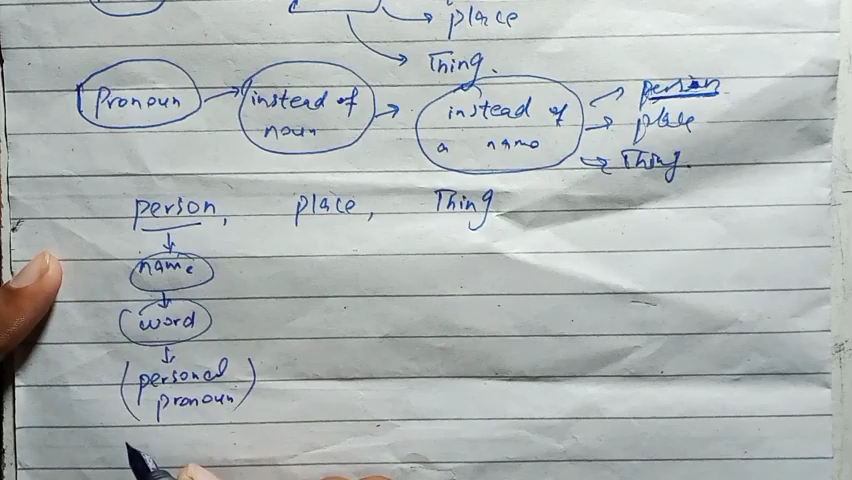 place
Thing.
Pronoun
instead of
noun
instead of
a name
person
place
Thing.
person, place, Thing
name
word
(personal
pronoun)